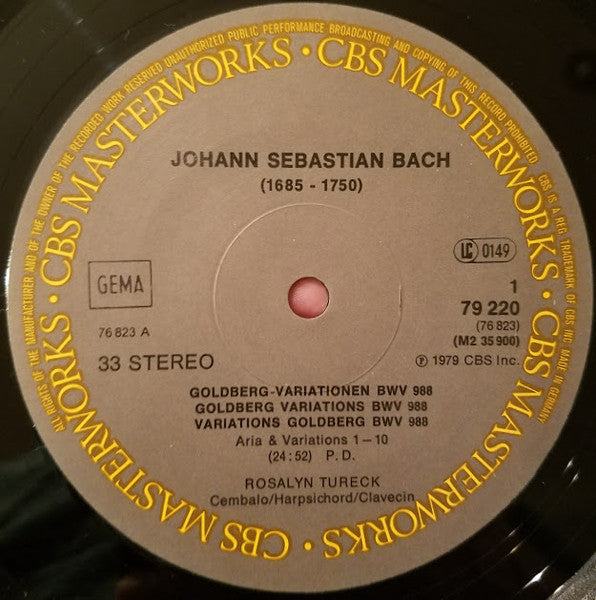 ALL RIGHTS OF THE MANUFACTURER AND OF THE OWNER OF THE RECORDED WORK RESERVED UNAUTHORIZED PUBLIC PERFORMANCE BROADCASTING AND COPYING OF THIS RECORD PROHIBITED CBS IS A REG. TRADEMARK OF CBS INC. MADE IN GERMANY
CBS MASTERWORKS · CBS MASTERWORKS · CBS MASTERWORKS · CBS MASTERWORKS ·
JOHANN SEBASTIAN BACH
(1685 - 1750)
GEMA
LC 0149
1
79 220
76 823 A
(76 823)
(M2 35 900)
33 STEREO
℗ 1979 CBS Inc.
GOLDBERG-VARIATIONEN BWV 988
GOLDBERG VARIATIONS BWV 988
VARIATIONS GOLDBERG BWV 988
Aria & Variations 1–10
(24:52) P. D.
ROSALYN TURECK
Cembalo/Harpsichord/Clavecin